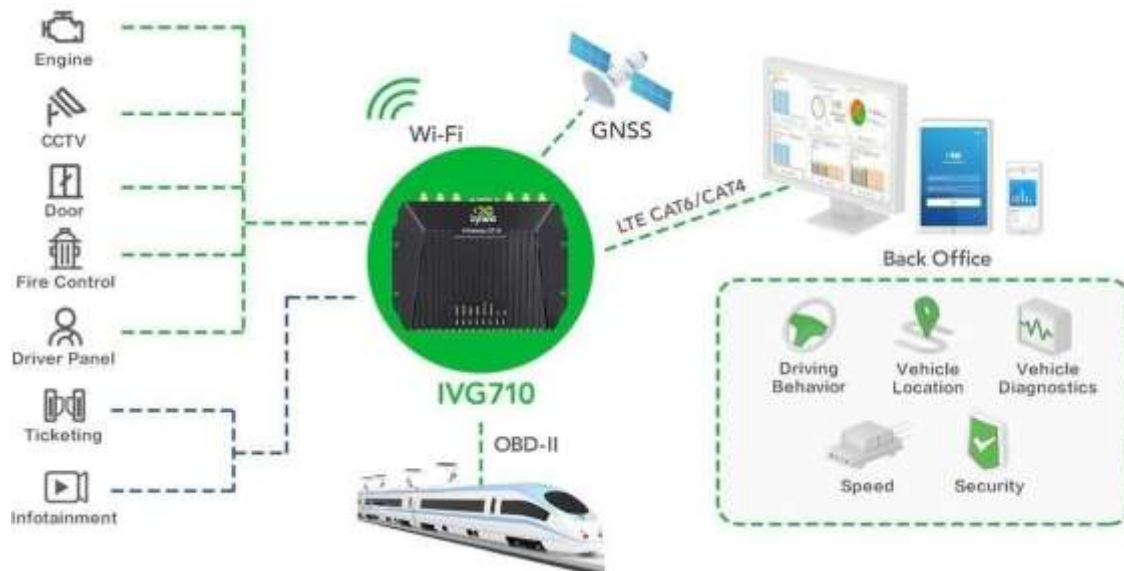 Engine
CCTV
Door
Fire Control
Driver Panel
Ticketing
Infotainment
Wi-Fi
GNSS
LTE CAT6/CAT4
IVG710
OBD-II
Back Office
Driving
Behavior
Vehicle
Location
Vehicle
Diagnostics
Speed
Security